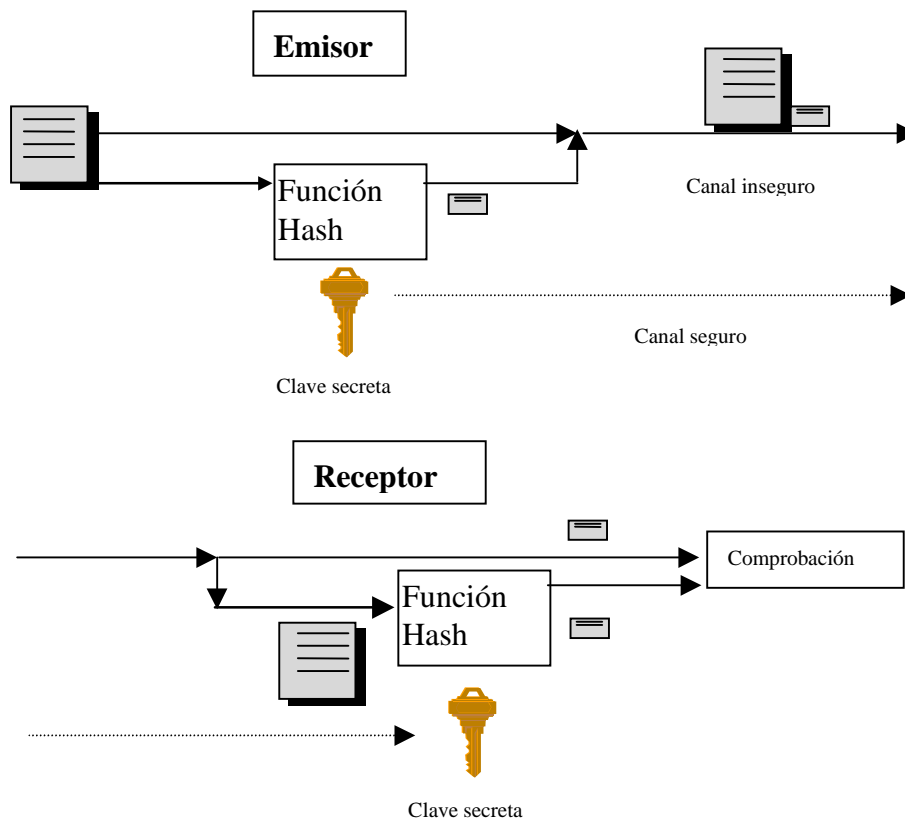 Emisor
Función
Hash
Canal inseguro
Canal seguro
Clave secreta
Receptor
Comprobación
Función
Hash
Clave secreta